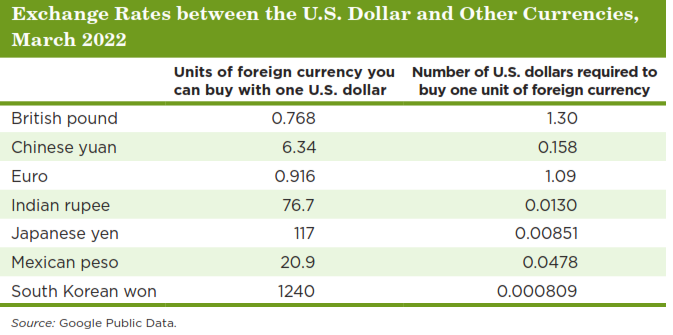 Exchange Rates between the U.S. Dollar and Other Currencies,
March 2022
Units of foreign currency you can buy with one U.S. dollar Number of U.S. dollars required to buy one unit of foreign currency
British pound 0.768 1.30
Chinese yuan 6.34 0.158
Euro 0.916 1.09
Indian rupee 76.7 0.0130
Japanese yen 117 0.00851
Mexican peso 20.9 0.0478
South Korean won 1240 0.000809
Source: Google Public Data.